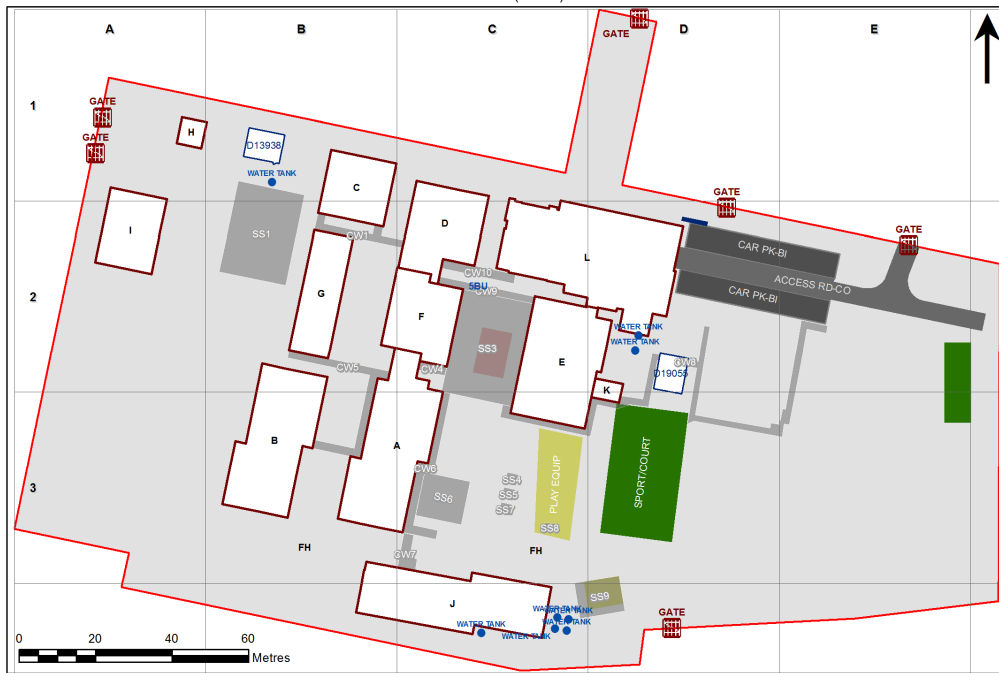 A B C D E
GATE
1
GATE
GATE
H
D13938
WATER TANK
C
GATE
GATE
I
SS1
CW1
D
L
CAR PK-BI
ACCESS RD-CO
CAR PK-BI
2
G
CW10
5BU
CW9
F
SS3
E
WATER TANK
WATER TANK
CW5
CW4
D19055
CW8
K
B
A
3
CW6
SS6
SS4
SS5
SS7
PLAY EQUIP
SS8
SPORT/COURT
FH
CW7
FH
J
SS9
WATER TANK
WATER TANK
WATER TANK
WATER TANK
WATER TANK
GATE
0 20 40 60
Metres